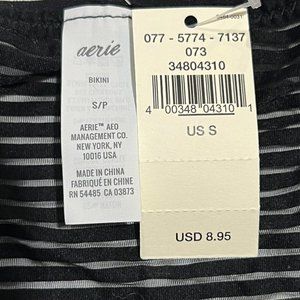 aerie
BIKINI
S/P
AERIE™ AEO
MANAGEMENT CO.
NEW YORK, NY
10016 USA
MADE IN CHINA
FABRIQUÉ EN CHINE
RN 54485 CA 03873
077 - 5774 - 7137
073
34804310
4 00348 04310 1
US S
USD 8.95